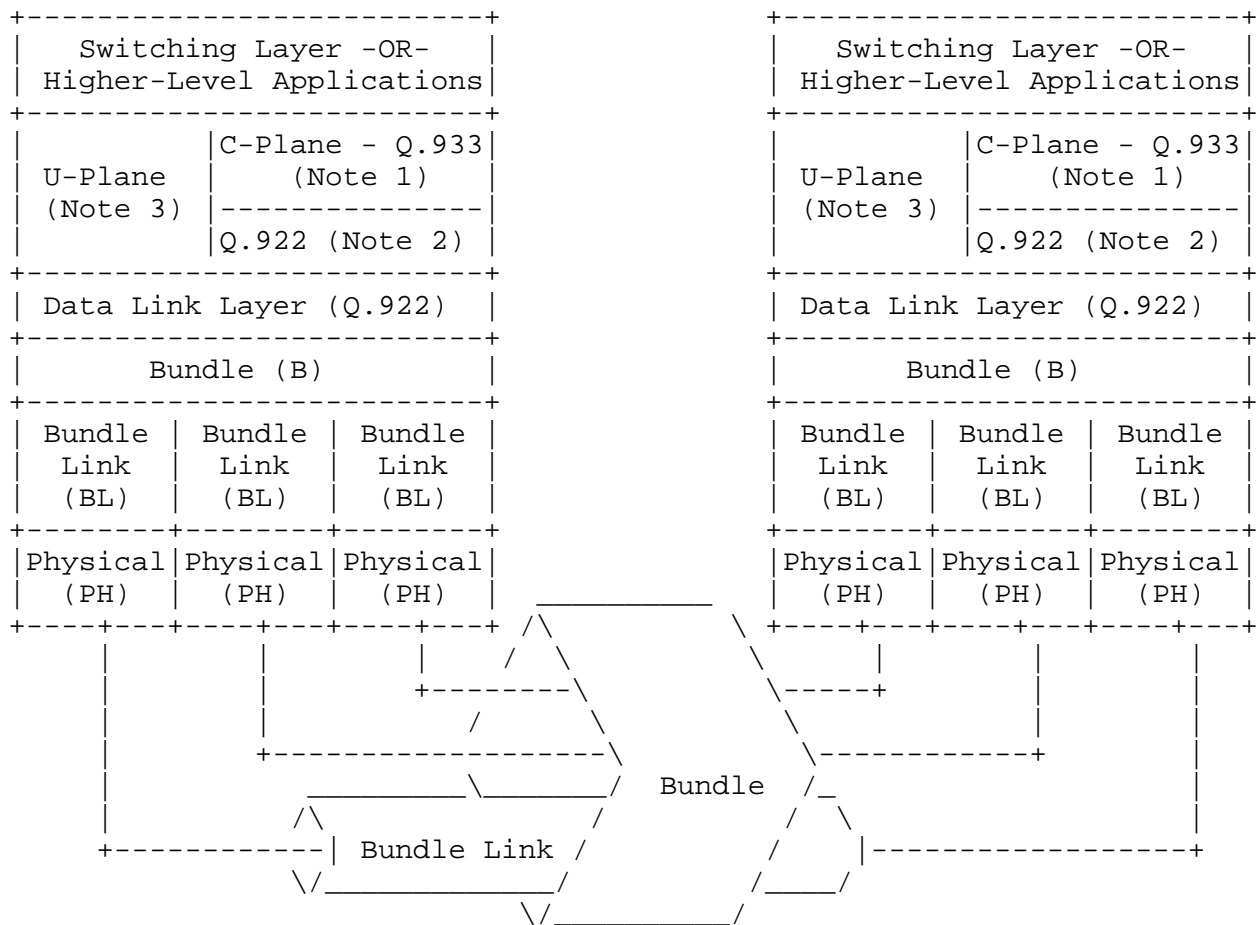 Switching Layer -OR- Switching Layer -OR-
Higher-Level Applications Higher-Level Applications
C-Plane - Q.933 C-Plane - Q.933
U-Plane (Note 1) U-Plane (Note 1)
(Note 3) (Note 3)
Q.922 (Note 2) Q.922 (Note 2)
Data Link Layer (Q.922) Data Link Layer (Q.922)
Bundle (B) Bundle (B)
Bundle Bundle Bundle Bundle Bundle Bundle
Link Link Link Link Link Link
(BL) (BL) (BL) (BL) (BL) (BL)
Physical Physical Physical Physical Physical Physical
(PH) (PH) (PH) (PH) (PH) (PH)
Bundle
Bundle Link